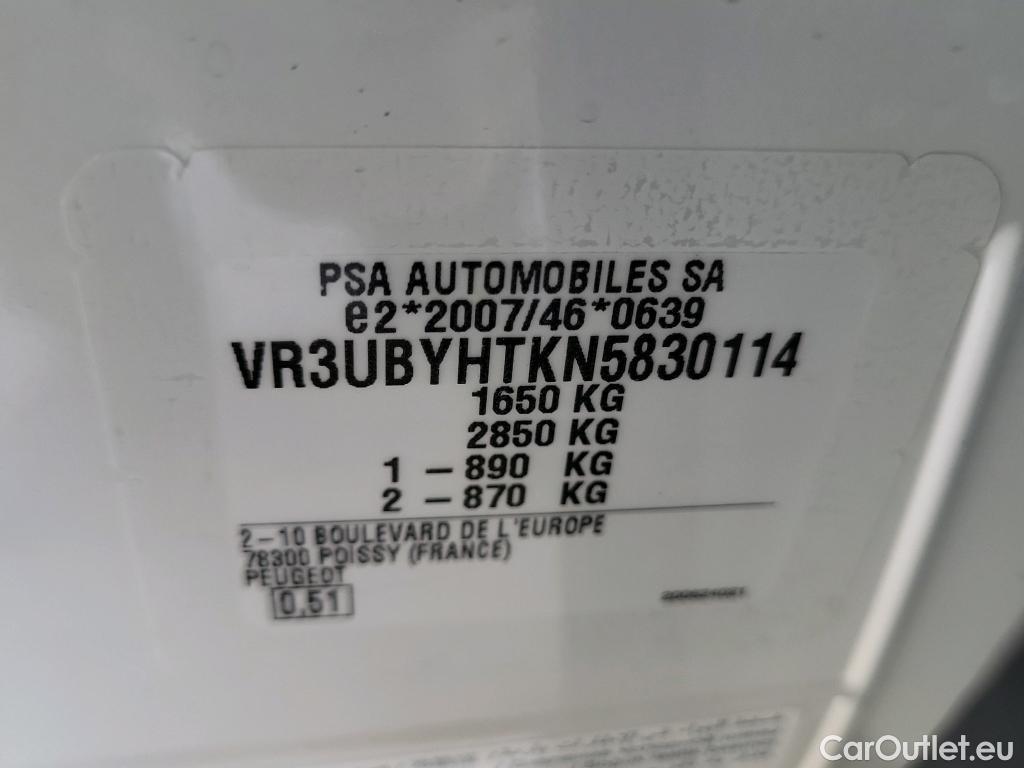 PSA AUTOMOBILES SA
e2*2007/46*0639
VR3UBYHTKN5830114
1650 KG
2850 KG
1 – 890 KG
2 – 870 KG
2-10 BOULEVARD DE L'EUROPE
78300 POISSY (FRANCE)
PEUGEOT
0.51
CarOutlet.eu